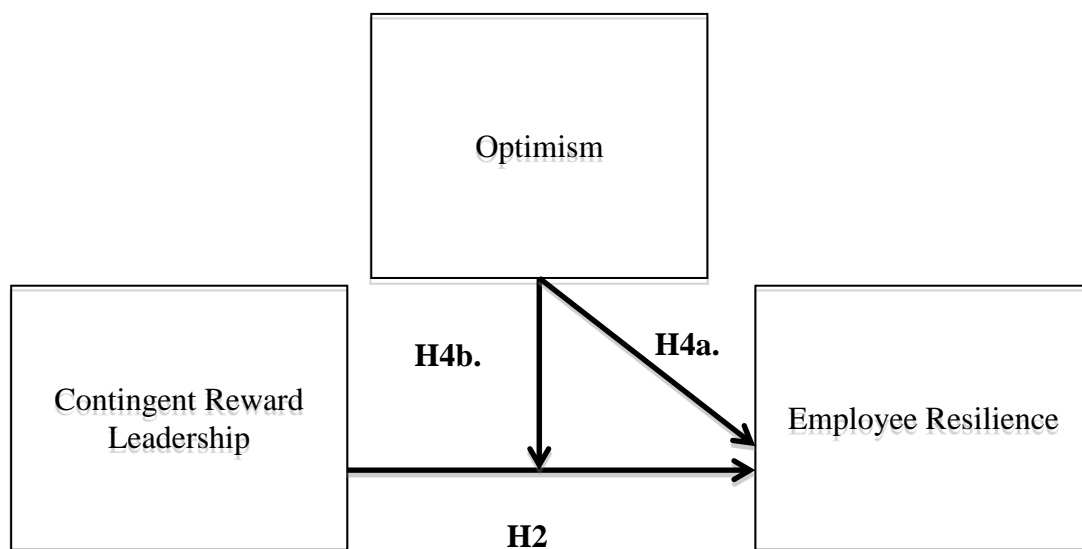 Optimism
H4b.
H4a.
Contingent Reward
Leadership
Employee Resilience
H2